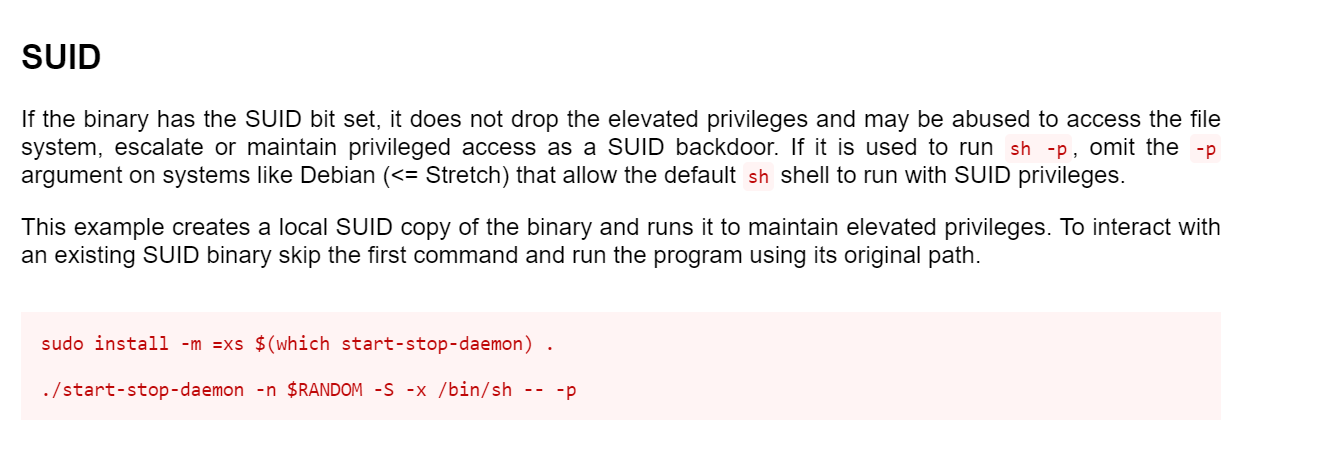 SUID
If the binary has the SUID bit set, it does not drop the elevated privileges and may be abused to access the file
system, escalate or maintain privileged access as a SUID backdoor. If it is used to run sh -p, omit the -p
argument on systems like Debian (<= Stretch) that allow the default sh shell to run with SUID privileges.
This example creates a local SUID copy of the binary and runs it to maintain elevated privileges. To interact with
an existing SUID binary skip the first command and run the program using its original path.
sudo install -m =xs $(which start-stop-daemon) .
./start-stop-daemon -n $RANDOM -S -x /bin/sh -- -p